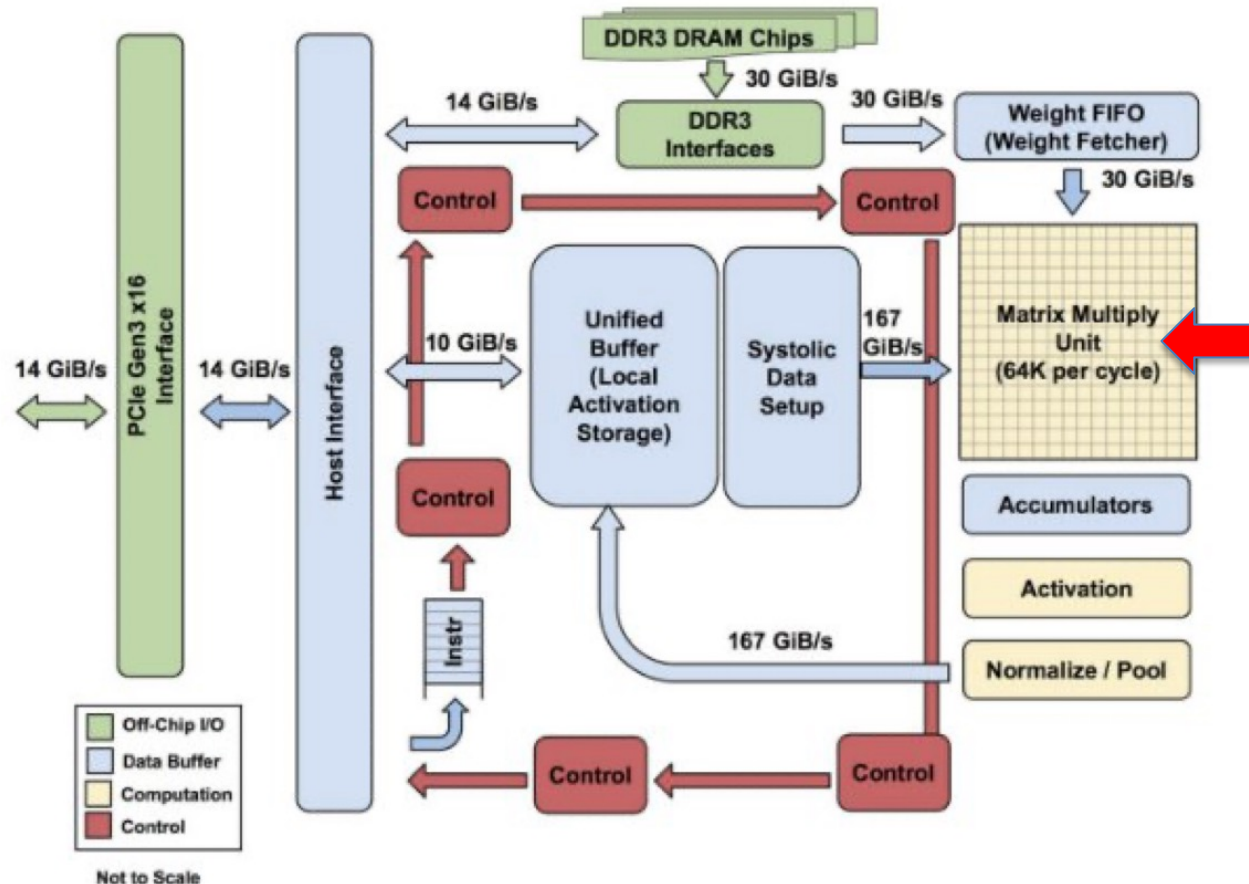 DDR3 DRAM Chips
30 GiB/s
14 GiB/s
DDR3
Interfaces
30 GiB/s
Weight FIFO
(Weight Fetcher)
30 GiB/s
Control
Control
PCIe Gen3 x16
Interface
14 GiB/s
14 GiB/s
Host Interface
10 GiB/s
Unified
Buffer
(Local
Activation
Storage)
Systolic
Data
Setup
167
GiB/s
Matrix Multiply
Unit
(64K per cycle)
Control
Accumulators
Activation
Instr
167 GiB/s
Normalize / Pool
Control
Control
Off-Chip I/O
Data Buffer
Computation
Control
Not to Scale